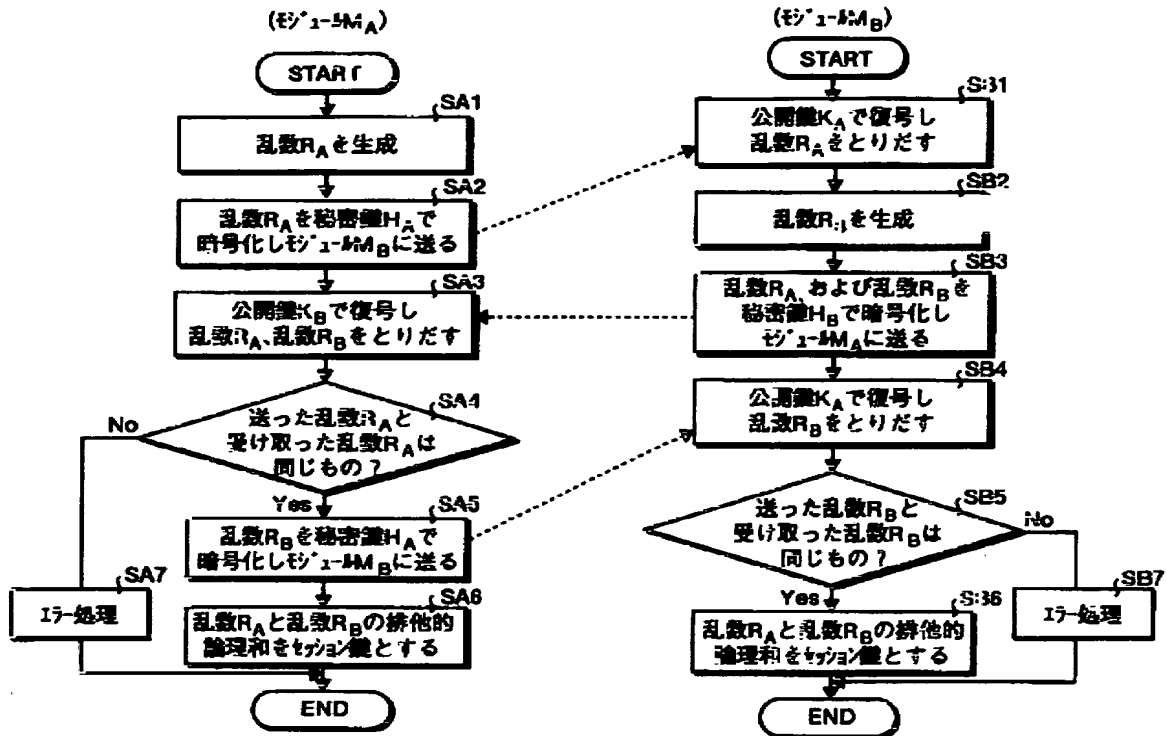 (モジュールMA)
START
SA1
乱数RAを生成
SA2
乱数RAを秘密鍵HAで
暗号化しモジュールMBに送る
SA3
公開鍵KBで復号し
乱数RA、乱数RBをとりだす
SA4
送った乱数RAと
受け取った乱数RAは
同じもの？
No
Yes
SA5
乱数RBを秘密鍵HAで
暗号化しモジュールMBに送る
SA7
エラー処理
SA6
乱数RAと乱数RBの排他的
論理和をセッション鍵とする
END
(モジュールMB)
START
SB1
公開鍵KAで復号し
乱数RAをとりだす
SB2
乱数RBを生成
SB3
乱数RA、および乱数RBを
秘密鍵HBで暗号化し
モジュールMAに送る
SB4
公開鍵KAで復号し
乱数RBをとりだす
SB5
送った乱数RBと
受け取った乱数RBは
同じもの？
No
Yes
SB7
エラー処理
SB6
乱数RAと乱数RBの排他的
論理和をセッション鍵とする
END